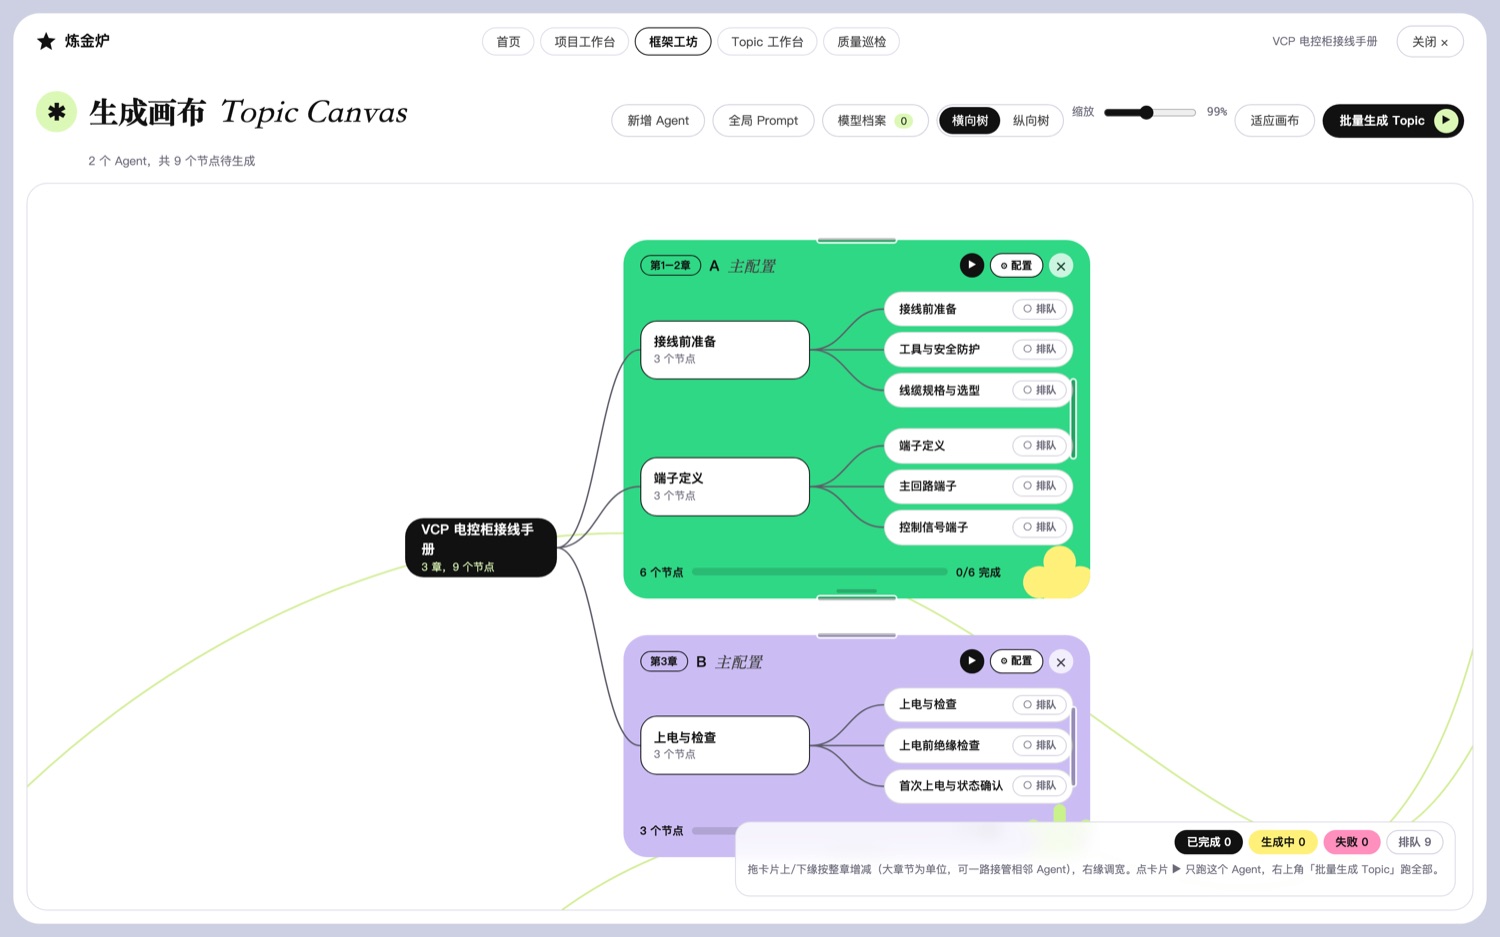 炼金炉
首页
项目工作台
框架工坊
Topic 工作台
质量巡检
VCP 电控柜接线手册
关闭 ×
生成画布 Topic Canvas
2 个 Agent，共 9 个节点待生成
新增 Agent
全局 Prompt
模型档案 0
横向树
纵向树
缩放
99%
适应画布
批量生成 Topic
第1–2章 A 主配置
配置
接线前准备
3 个节点
接线前准备 排队
工具与安全防护 排队
线缆规格与选型 排队
端子定义
3 个节点
端子定义 排队
主回路端子 排队
控制信号端子 排队
6 个节点
0/6 完成
VCP 电控柜接线手
册
3 章，9 个节点
第3章 B 主配置
配置
上电与检查
3 个节点
上电与检查 排队
上电前绝缘检查 排队
首次上电与状态确认 排队
3 个节点
已完成 0
生成中 0
失败 0
排队 9
拖卡片上/下缘按整章增减（大章节为单位，可一路接管相邻 Agent），右缘调宽。点卡片 ▶ 只跑这个 Agent，右上角「批量生成 Topic」跑全部。